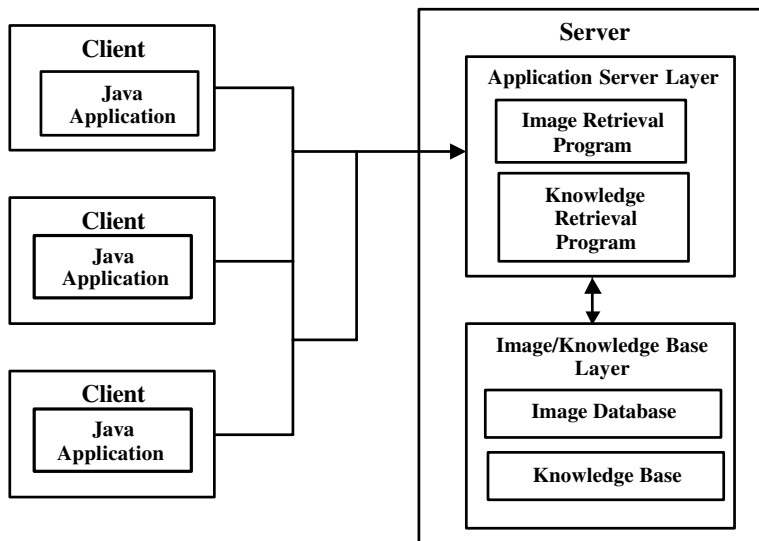 Client
Java
Application
Client
Java
Application
Client
Java
Application
Server
Application Server Layer
Image Retrieval
Program
Knowledge
Retrieval
Program
Image/Knowledge Base
Layer
Image Database
Knowledge Base